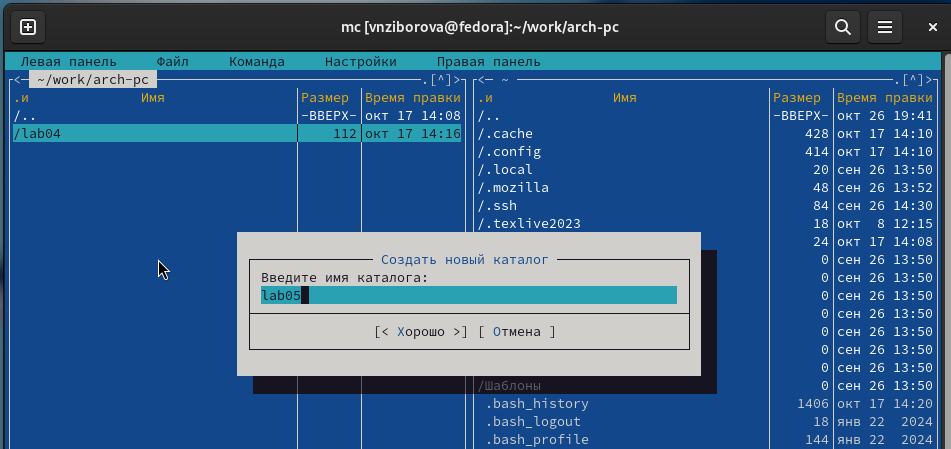 mc [vnziborova@fedora]:~/work/arch-pc
Левая панель Файл Команда Настройки Правая панель
<─ ~/work/arch-pc .[^]> <─ ~ .[^]>
.и Имя Размер Время правки .и Имя Размер Время правки
/.. -ВВЕРХ- окт 17 14:08 /.. -ВВЕРХ- окт 26 19:41
/lab04 112 окт 17 14:16 /.cache 428 окт 17 14:10
/.config 414 окт 17 14:10
/.local 20 сен 26 13:50
/.mozilla 48 сен 26 13:52
/.ssh 84 сен 26 14:30
/.texlive2023 18 окт 8 12:15
24 окт 17 14:08
Создать новый каталог 0 сен 26 13:50
Введите имя каталога: 0 сен 26 13:50
lab05 0 сен 26 13:50
0 сен 26 13:50
[< Хорошо >] [ Отмена ] 0 сен 26 13:50
0 сен 26 13:50
0 сен 26 13:50
/Шаблоны 0 сен 26 13:50
.bash_history 1406 окт 17 14:20
.bash_logout 18 янв 22 2024
.bash_profile 144 янв 22 2024